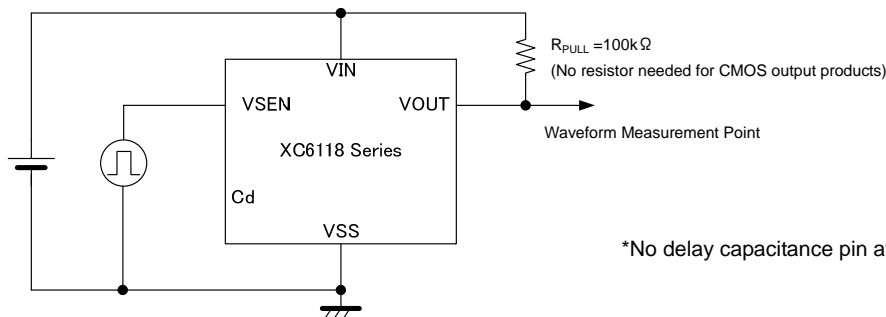 R_PULL =100kΩ
(No resistor needed for CMOS output products)
VIN
VSEN
VOUT
Waveform Measurement Point
XC6118 Series
Cd
VSS
*No delay capacitance pin a